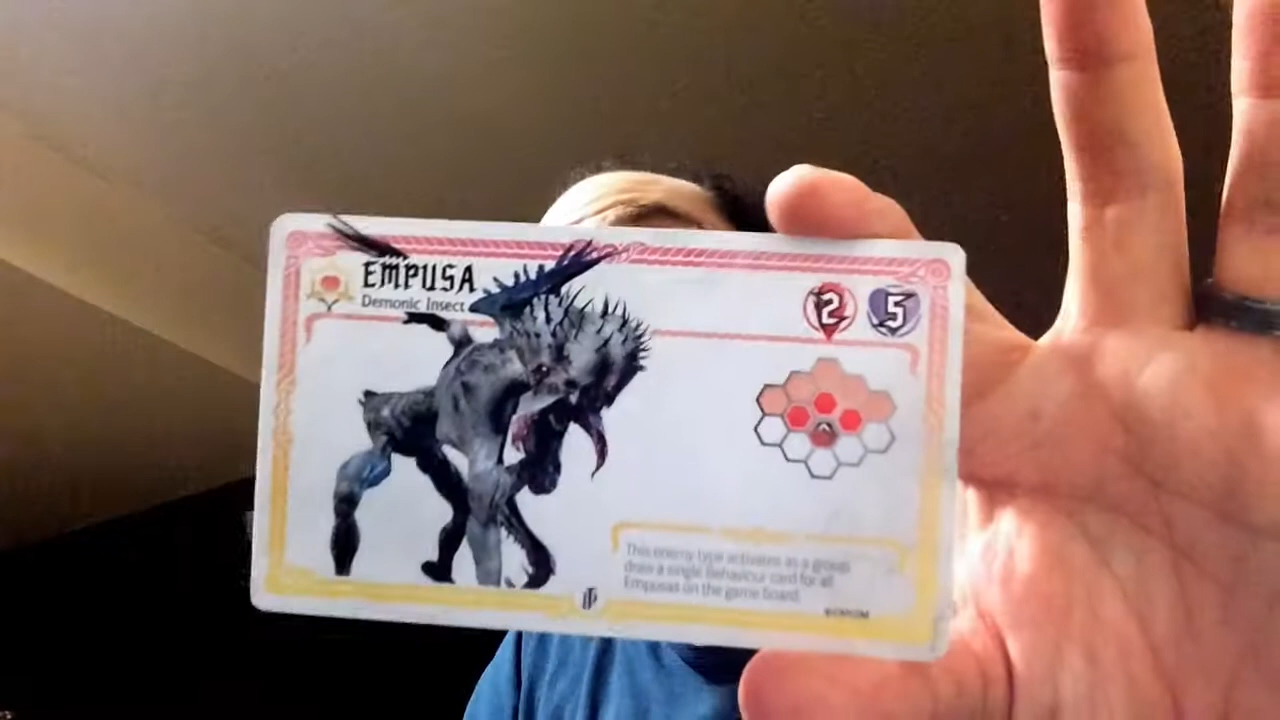 EMPUSA
Demonic Insect
2 5
This enemy type activates as a group
draw a single Behaviour card for all
Empusas on the game board.